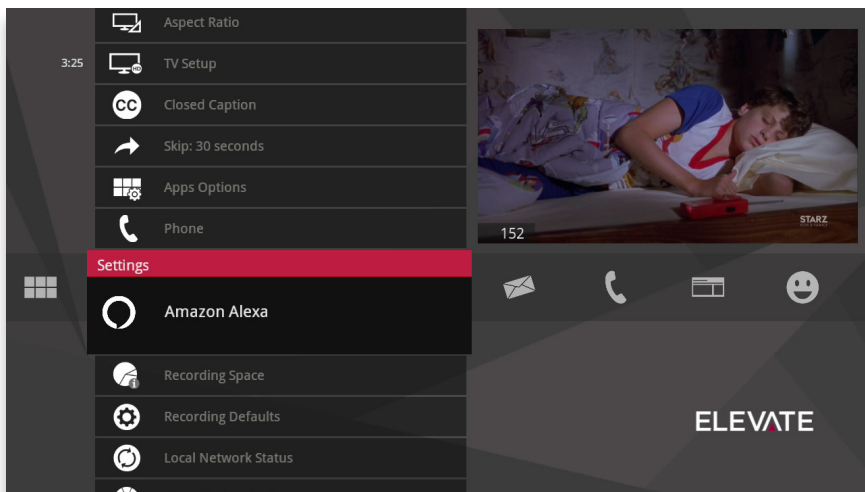 Aspect Ratio
3:25
TV Setup
CC
Closed Caption
Skip: 30 seconds
Apps Options
Phone
152
STARZ
Settings
Amazon Alexa
Recording Space
Recording Defaults
Local Network Status
ELEVATE